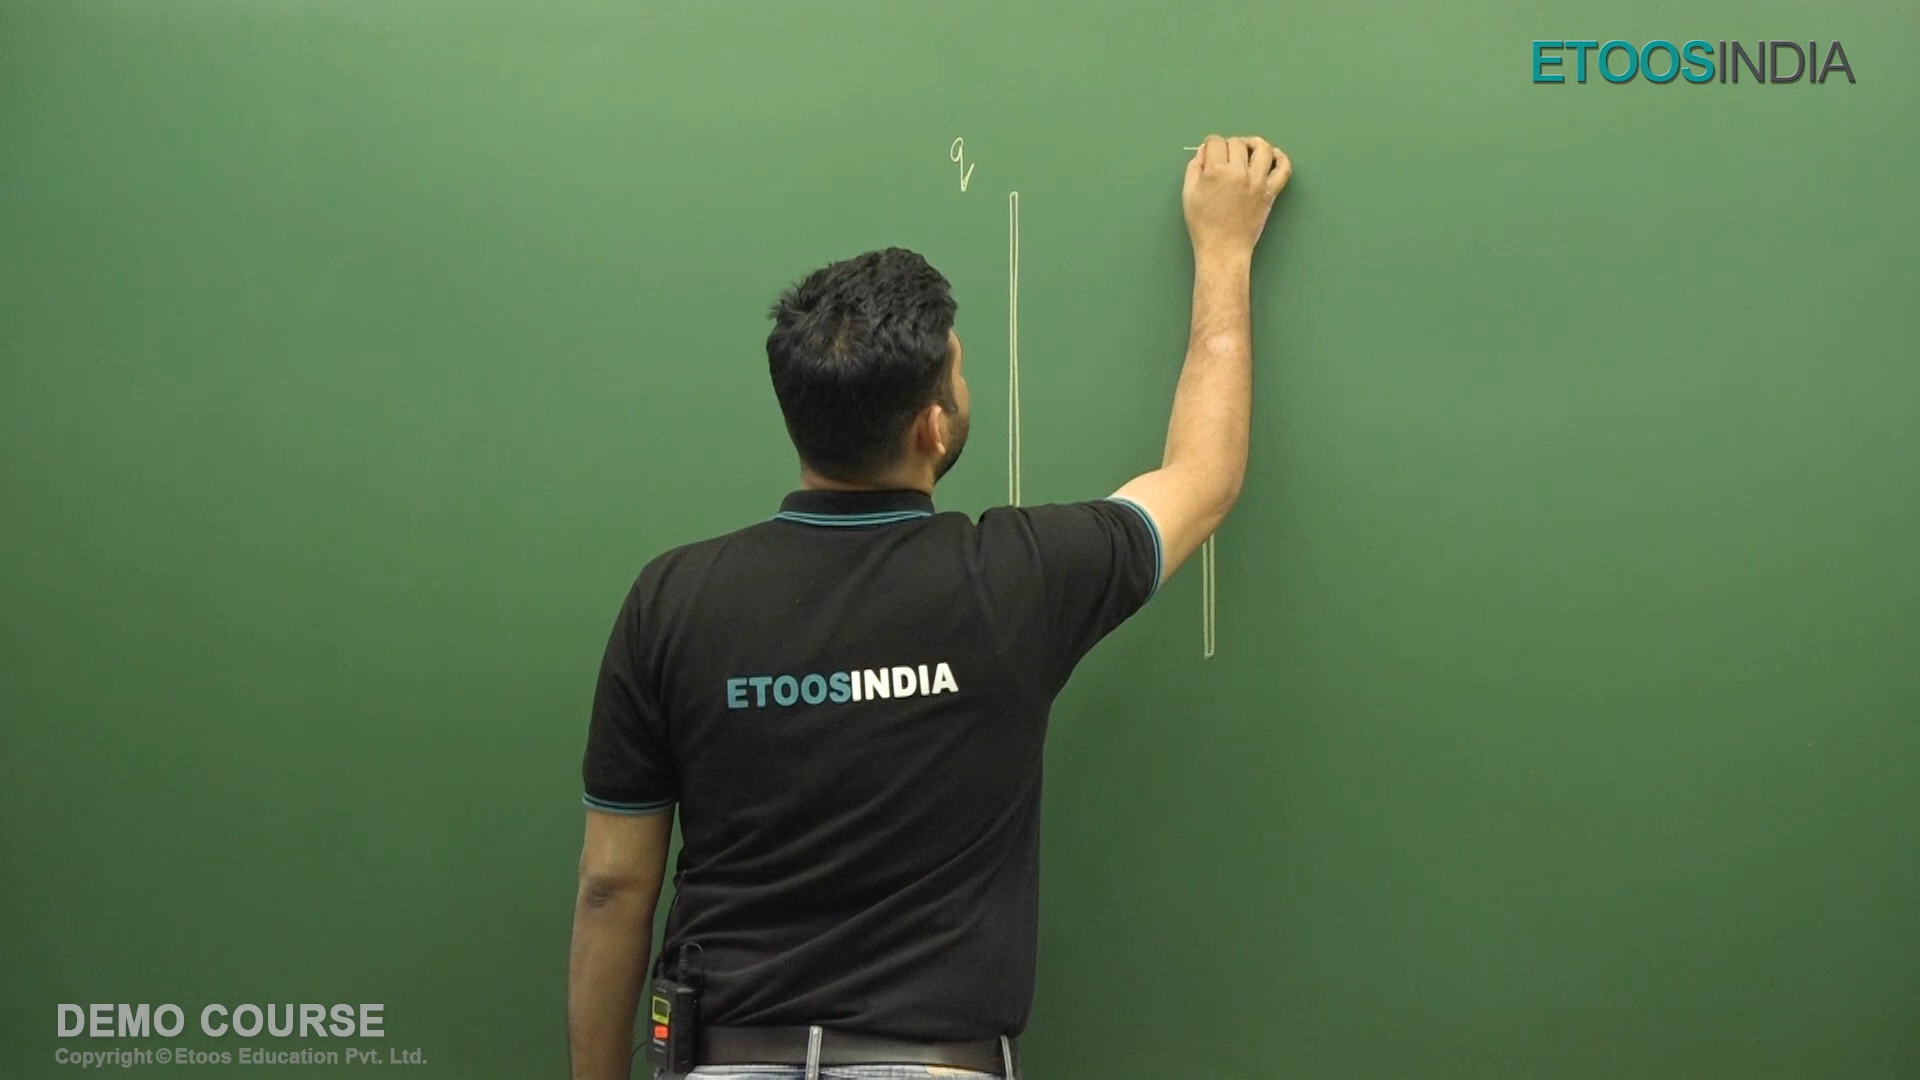 ETOOSINDIA
q
-
ETOOSINDIA
DEMO COURSE
Copyright © Etoos Education Pvt. Ltd.